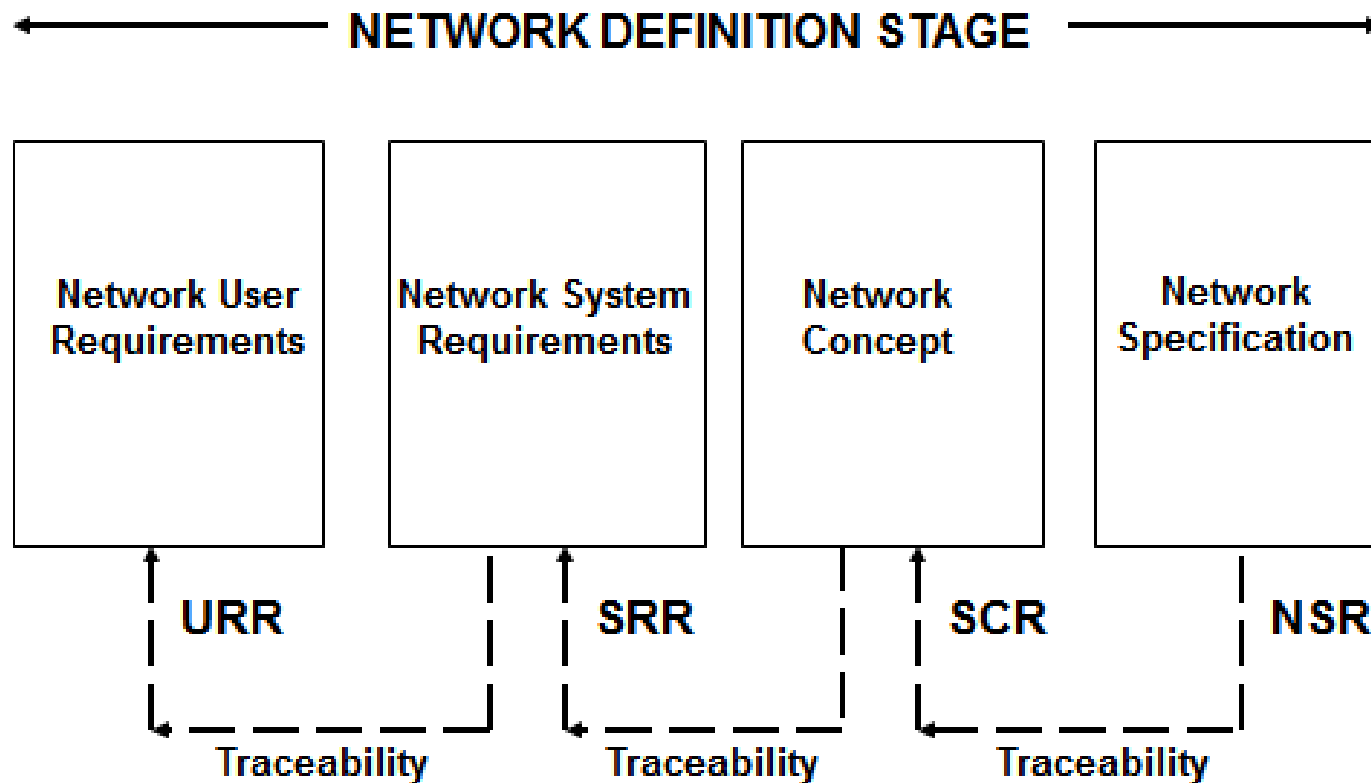 NETWORK DEFINITION STAGE
Network User
Requirements
Network System
Requirements
Network
Concept
Network
Specification
URR
SRR
SCR
NSR
Traceability
Traceability
Traceability